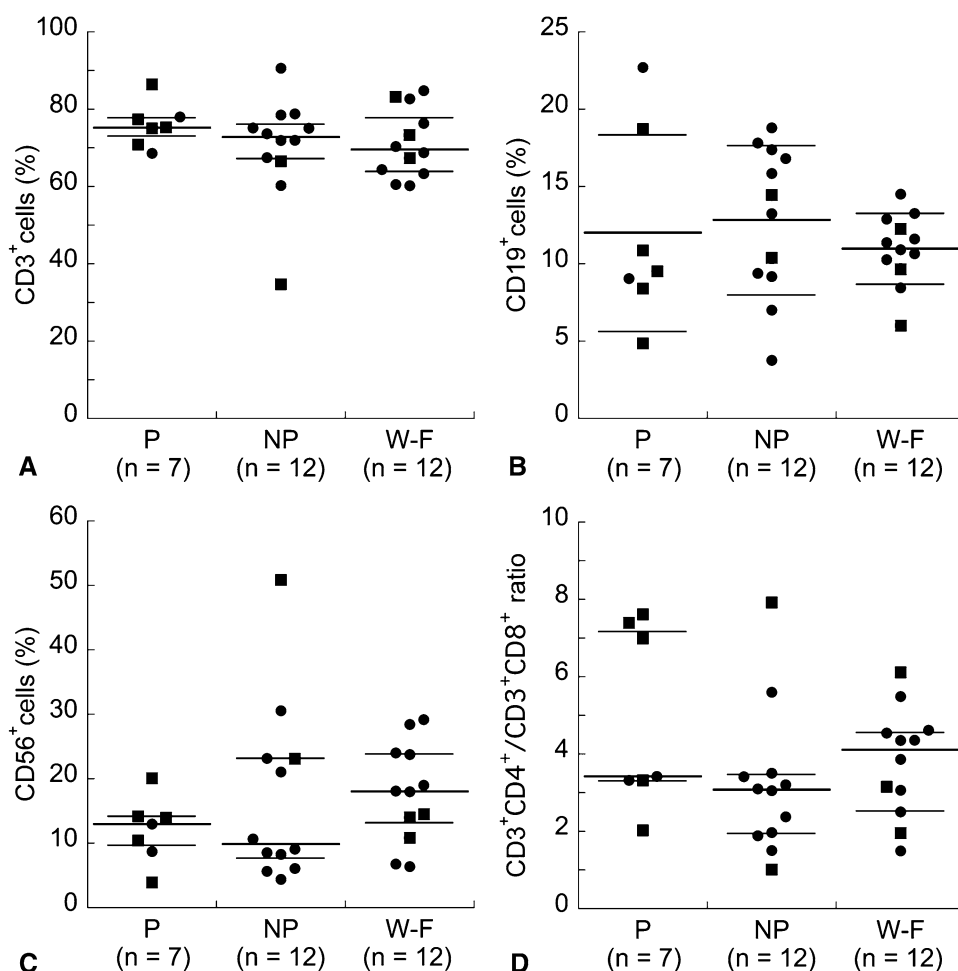 100
80
60
40
20
0
CD3⁺cells (%)
P
NP
W-F
(n = 7)
(n = 12)
(n = 12)
A
25
20
15
10
5
0
CD19⁺cells (%)
P
NP
W-F
(n = 7)
(n = 12)
(n = 12)
B
60
50
40
30
20
10
0
CD56⁺cells (%)
P
NP
W-F
(n = 7)
(n = 12)
(n = 12)
C
10
8
6
4
2
0
CD3⁺CD4⁺/CD3⁺CD8⁺ ratio
P
NP
W-F
(n = 7)
(n = 12)
(n = 12)
D